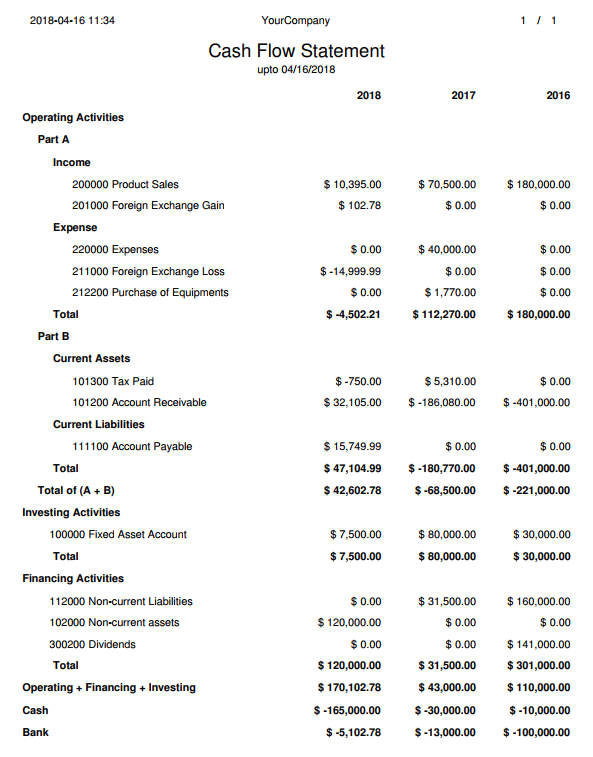 2018-04-16 11:34 YourCompany 1 / 1
Cash Flow Statement
upto 04/16/2018
2018 2017 2016
Operating Activities
Part A
Income
200000 Product Sales $ 10,395.00 $ 70,500.00 $ 180,000.00
201000 Foreign Exchange Gain $ 102.78 $ 0.00 $ 0.00
Expense
220000 Expenses $ 0.00 $ 40,000.00 $ 0.00
211000 Foreign Exchange Loss $ -14,999.99 $ 0.00 $ 0.00
212200 Purchase of Equipments $ 0.00 $ 1,770.00 $ 0.00
Total $ -4,502.21 $ 112,270.00 $ 180,000.00
Part B
Current Assets
101300 Tax Paid $ -750.00 $ 5,310.00 $ 0.00
101200 Account Receivable $ 32,105.00 $ -186,080.00 $ -401,000.00
Current Liabilities
111100 Account Payable $ 15,749.99 $ 0.00 $ 0.00
Total $ 47,104.99 $ -180,770.00 $ -401,000.00
Total of (A + B) $ 42,602.78 $ -68,500.00 $ -221,000.00
Investing Activities
100000 Fixed Asset Account $ 7,500.00 $ 80,000.00 $ 30,000.00
Total $ 7,500.00 $ 80,000.00 $ 30,000.00
Financing Activities
112000 Non-current Liabilities $ 0.00 $ 31,500.00 $ 160,000.00
102000 Non-current assets $ 120,000.00 $ 0.00 $ 0.00
300200 Dividends $ 0.00 $ 0.00 $ 141,000.00
Total $ 120,000.00 $ 31,500.00 $ 301,000.00
Operating + Financing + Investing $ 170,102.78 $ 43,000.00 $ 110,000.00
Cash $ -165,000.00 $ -30,000.00 $ -10,000.00
Bank $ -5,102.78 $ -13,000.00 $ -100,000.00